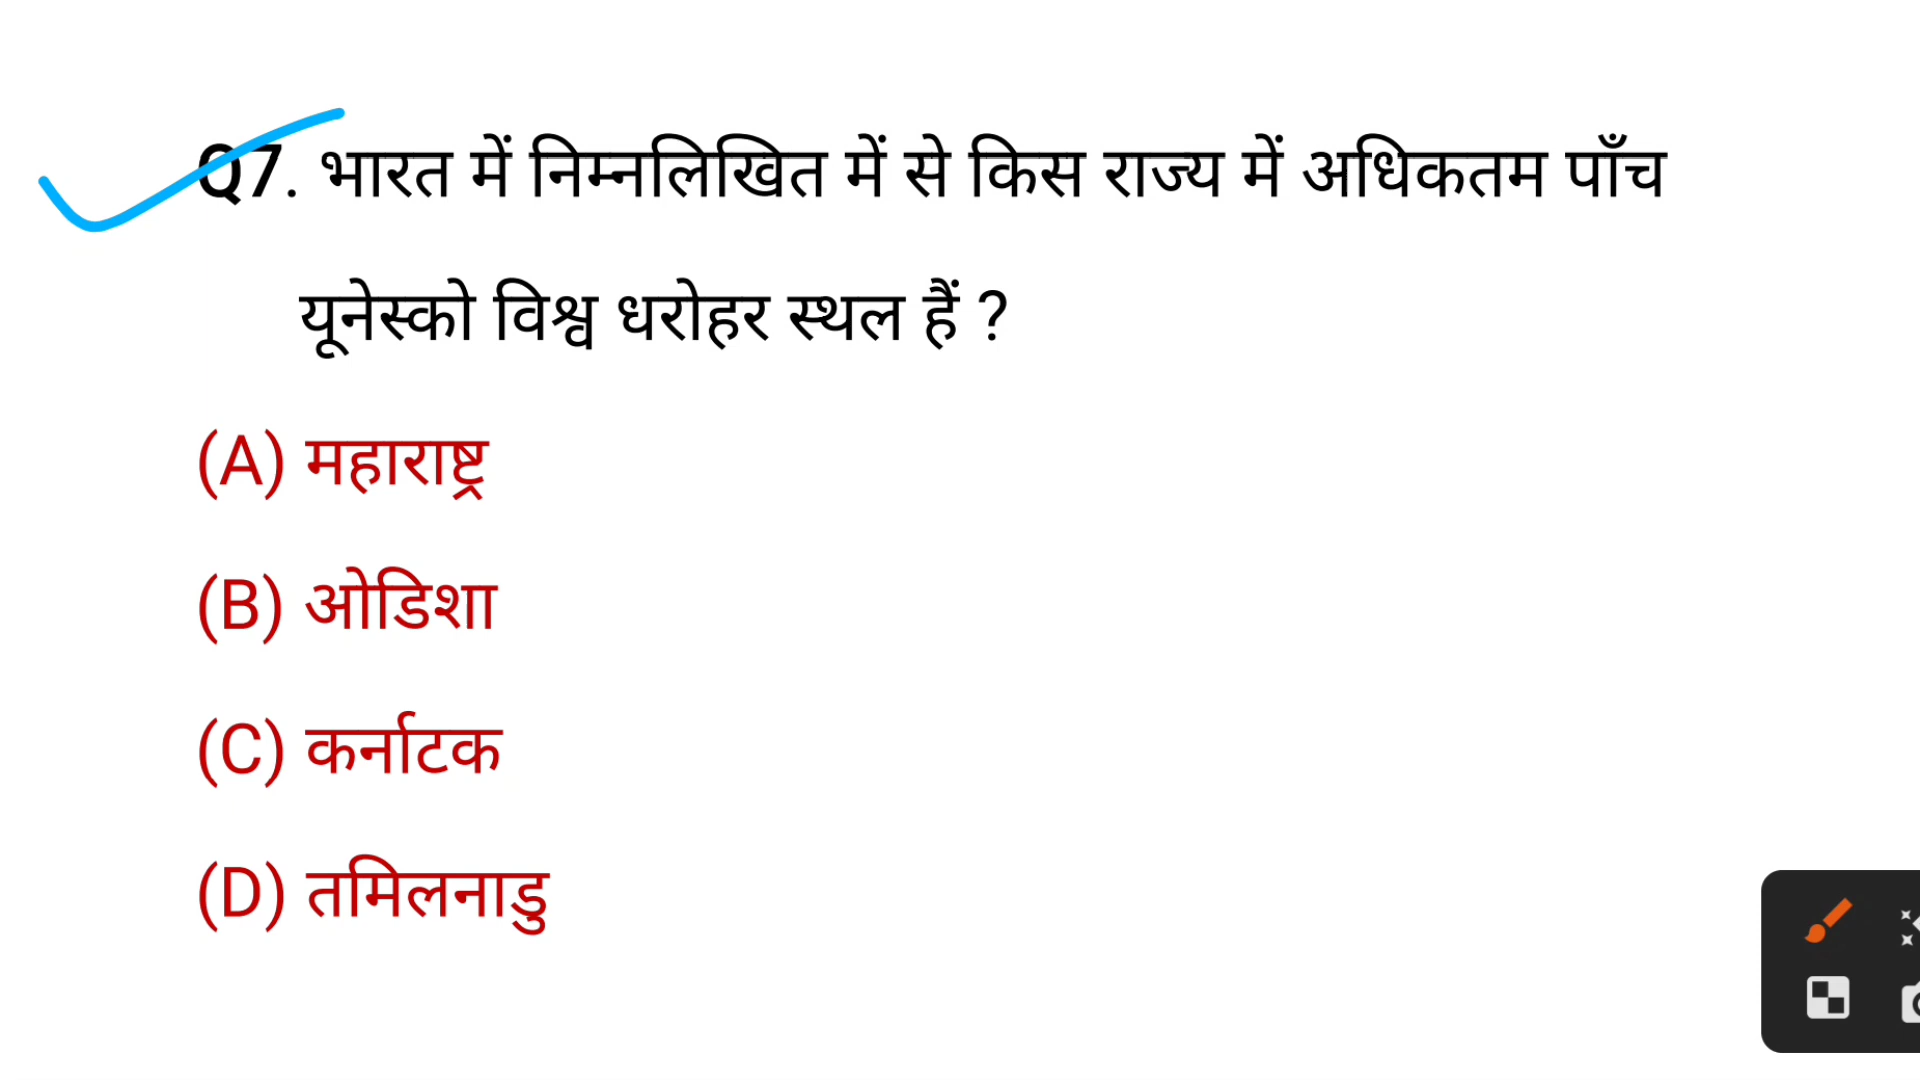 Q7. भारत में निम्नलिखित में से किस राज्य में अधिकतम पाँच
यूनेस्को विश्व धरोहर स्थल हैं ?
(A) महाराष्ट्र
(B) ओडिशा
(C) कर्नाटक
(D) तमिलनाडु